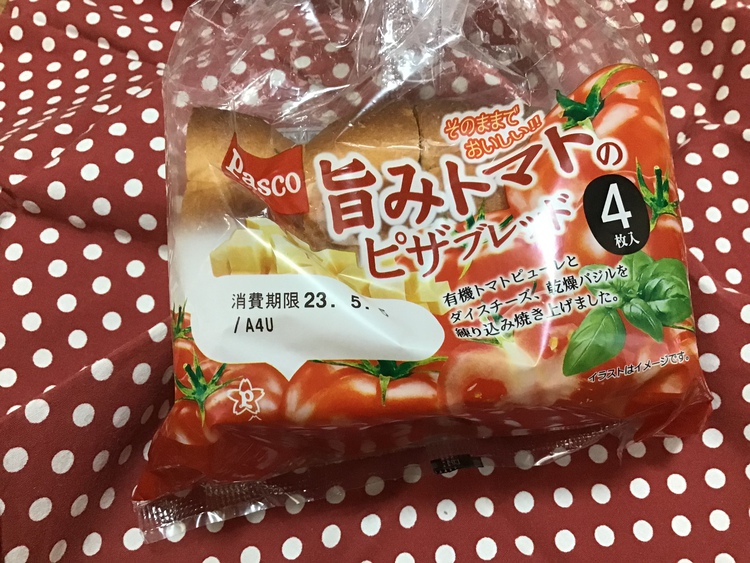 そのままで
おいしい!!
Pasco
旨みトマトの
ピザブレッド
4
枚入
有機トマトピューレと
ダイスチーズ、乾燥バジルを
練り込み焼き上げました。
消費期限 23. 5.
/A4U
イラストはイメージです。